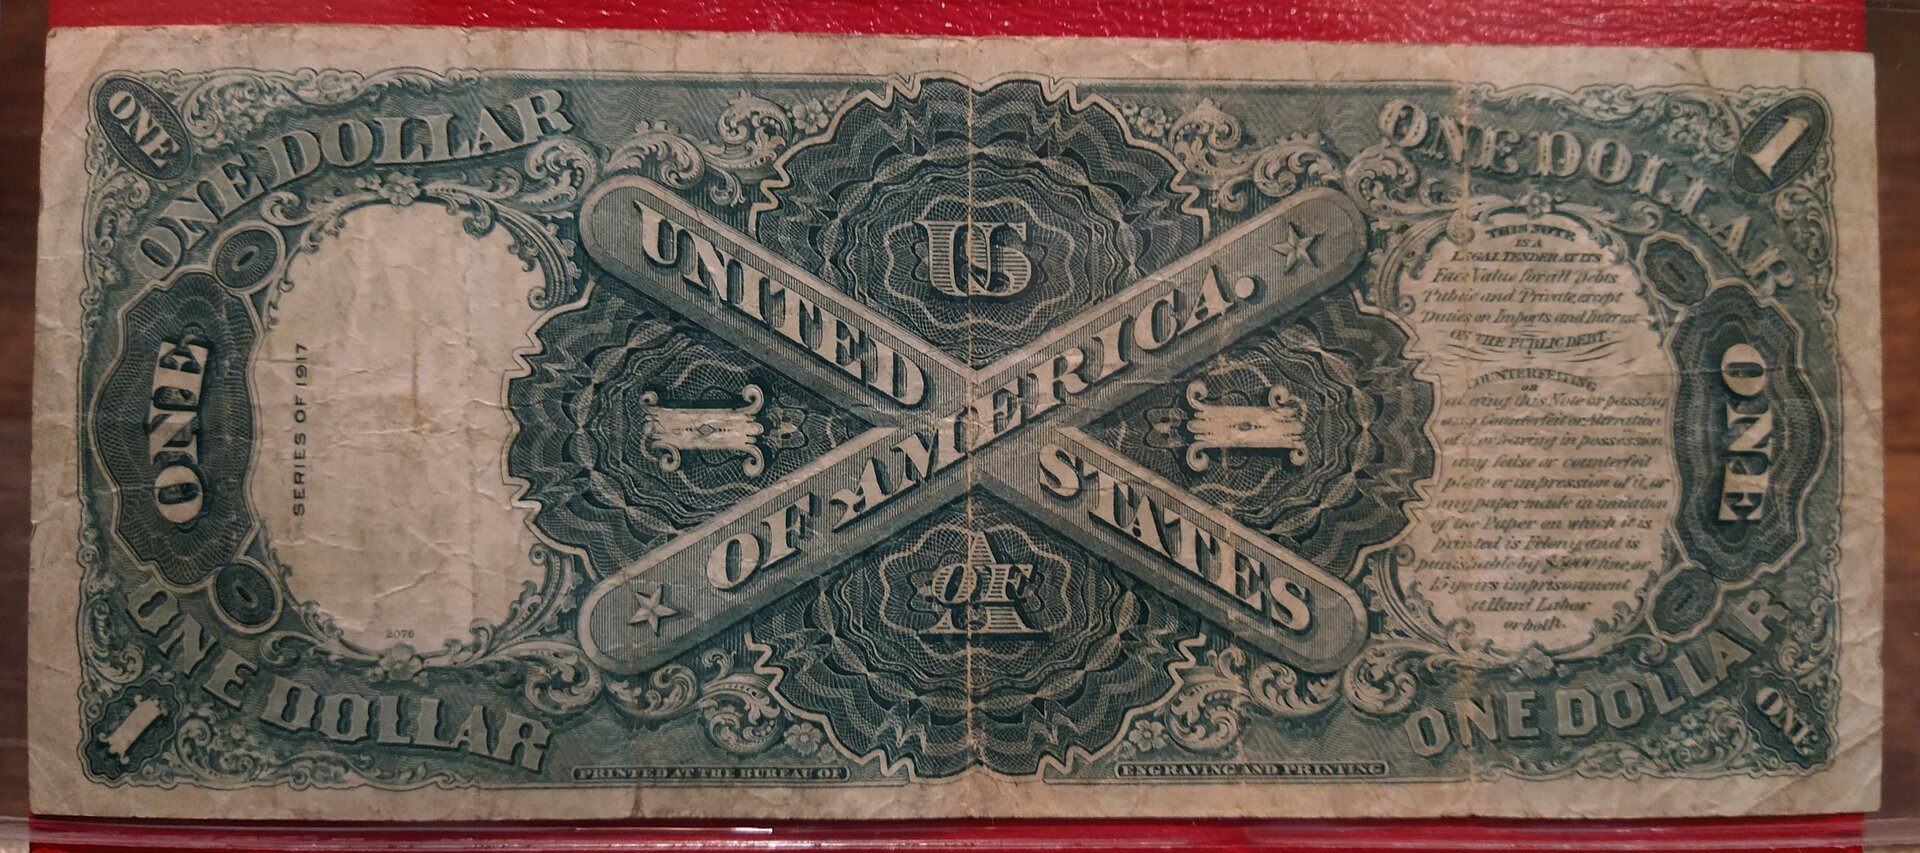 ONE
ONE DOLLAR
ONE
SERIES OF 1917
2076
ONE DOLLAR
1
US
UNITED
STATES
OF AMERICA.
1
1
OF
A
PRINTED AT THE BUREAU OF
ENGRAVING AND PRINTING
ONE DOLLAR
1
THIS NOTE
IS A
LEGAL TENDER AT ITS
Face Value for all Debts
Public and Private, except
Duties on Imports and Interest
ON THE PUBLIC DEBT.
COUNTERFEITING
OR
altering this Note or passing
any Counterfeit or Alteration
of it, or having in possession
any false or counterfeit
plate or impression of it, or
any paper made in imitation
of the Paper on which it is
printed is Felony and is
punishable by $5000 fine or
15 years imprisonment
at Hard Labor
or both.
ONE
ONE DOLLAR
ONE